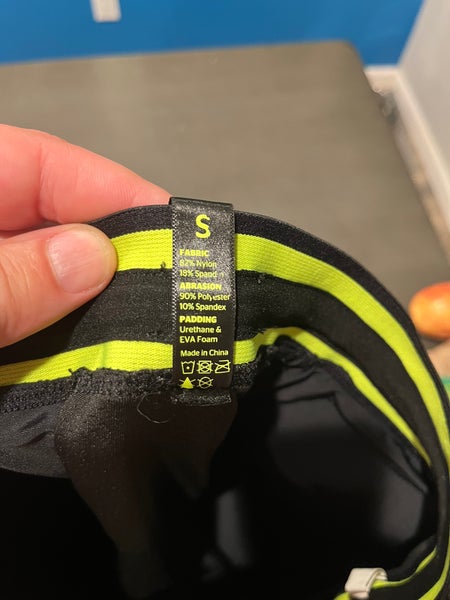 S
FABRIC
82% Nylon
18% Spand
ABRASION
90% Polyester
10% Spandex
PADDING
Urethane &
EVA Foam
Made in China